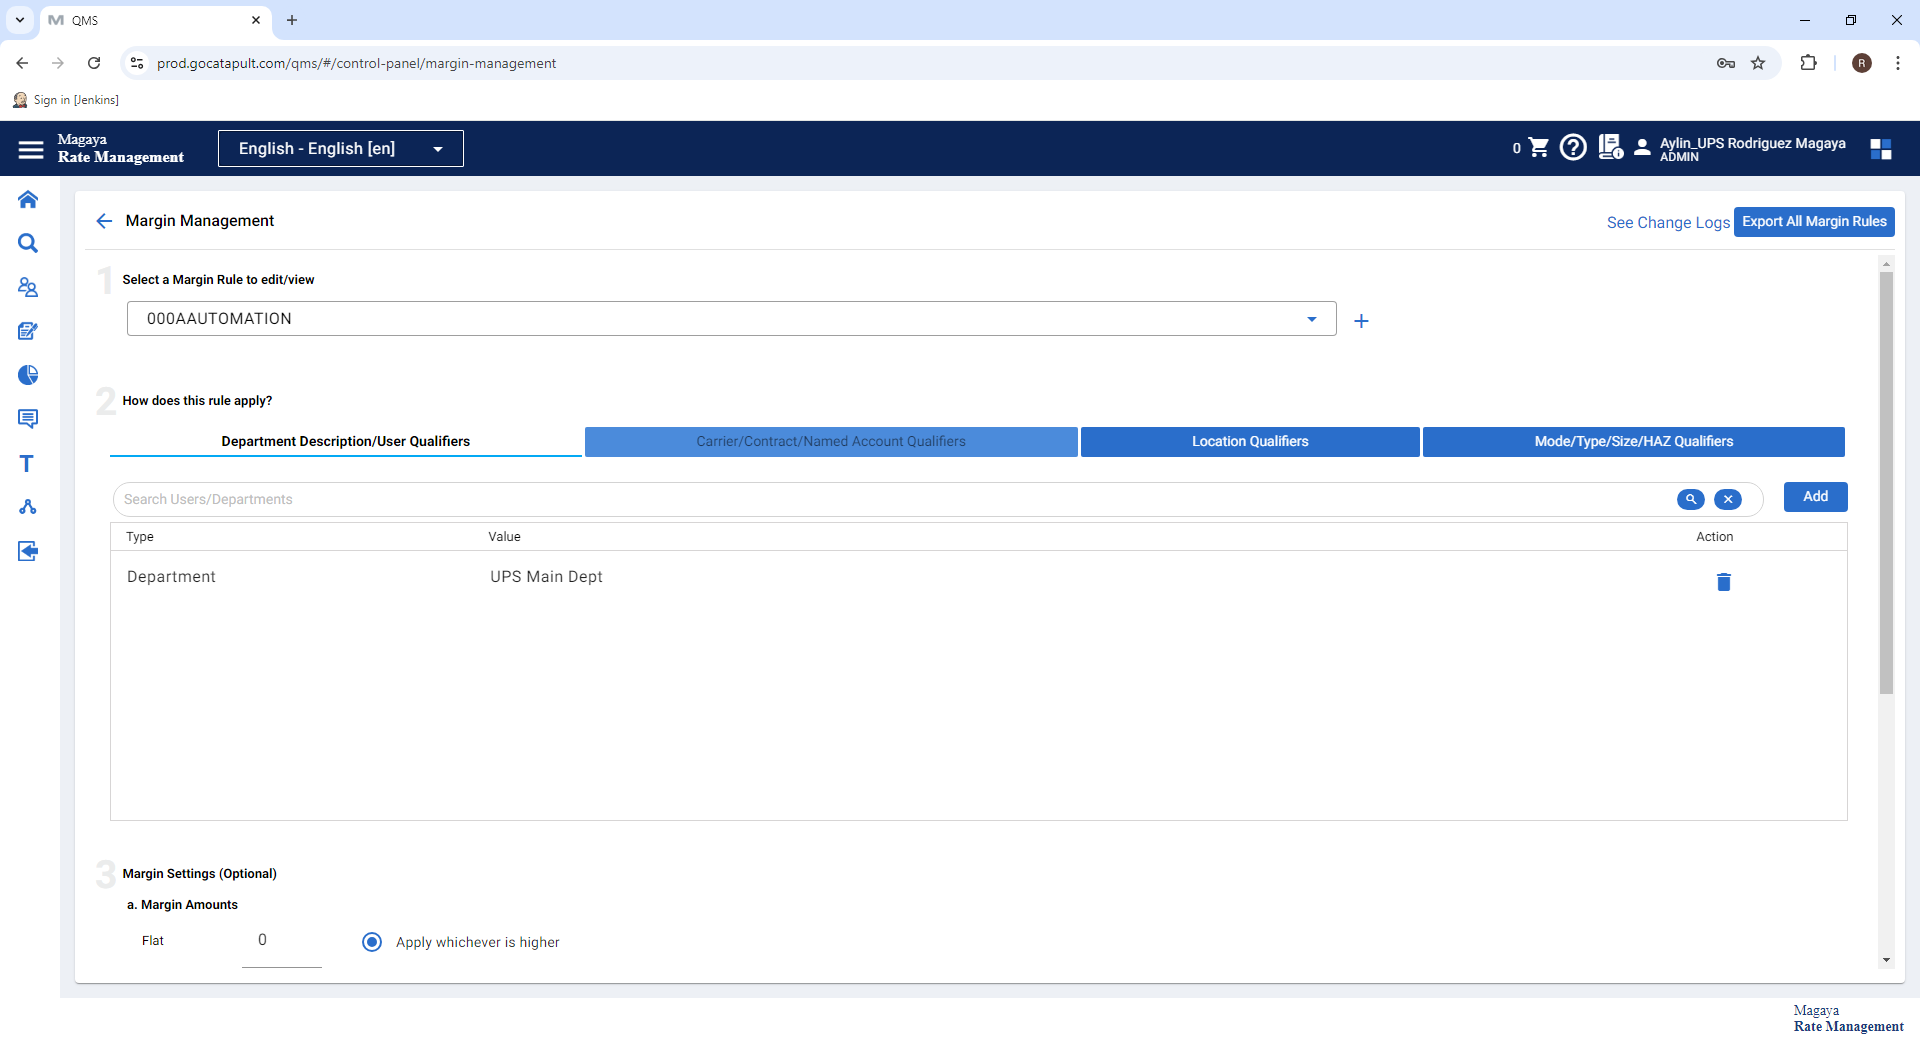 QMS
prod.gocatapult.com/qms/#/control-panel/margin-management
R
Sign in [Jenkins]
Magaya
Rate Management
English - English [en]
0
Aylin_UPS Rodriguez Magaya
ADMIN
Margin Management
See Change Logs
Export All Margin Rules
1 Select a Margin Rule to edit/view
000AAUTOMATION
2 How does this rule apply?
Department Description/User Qualifiers
Carrier/Contract/Named Account Qualifiers
Location Qualifiers
Mode/Type/Size/HAZ Qualifiers
Search Users/Departments
Add
Type Value Action
Department UPS Main Dept
3 Margin Settings (Optional)
a. Margin Amounts
Flat 0 Apply whichever is higher
Magaya
Rate Management